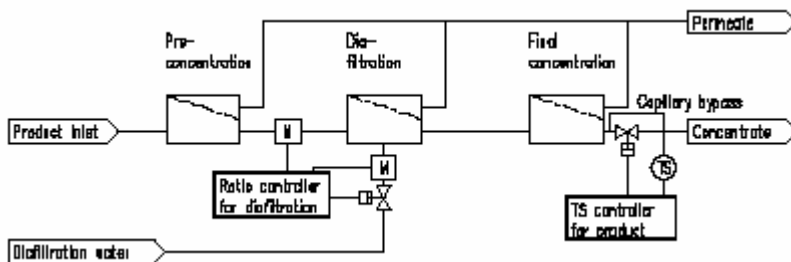 Pre-
concentration
Dia-
filtration
Final
concentration
Permeate
Capillary bypass
Product inlet
M
Concentrate
M
TS
Ratio controller
for diafiltration
TS controller
for product
Diafiltration water